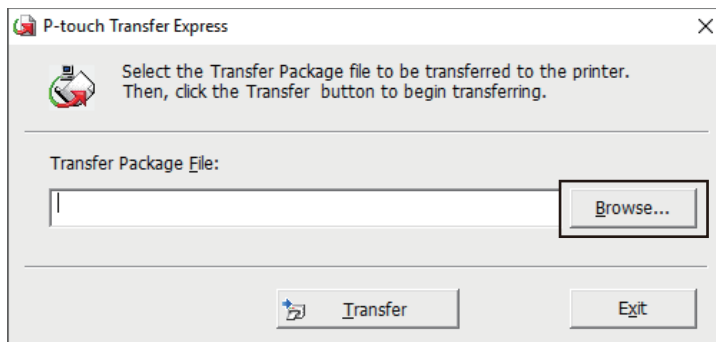 P-touch Transfer Express
Select the Transfer Package file to be transferred to the printer.
Then, click the Transfer button to begin transferring.
Transfer Package File:
Browse...
Transfer
Exit